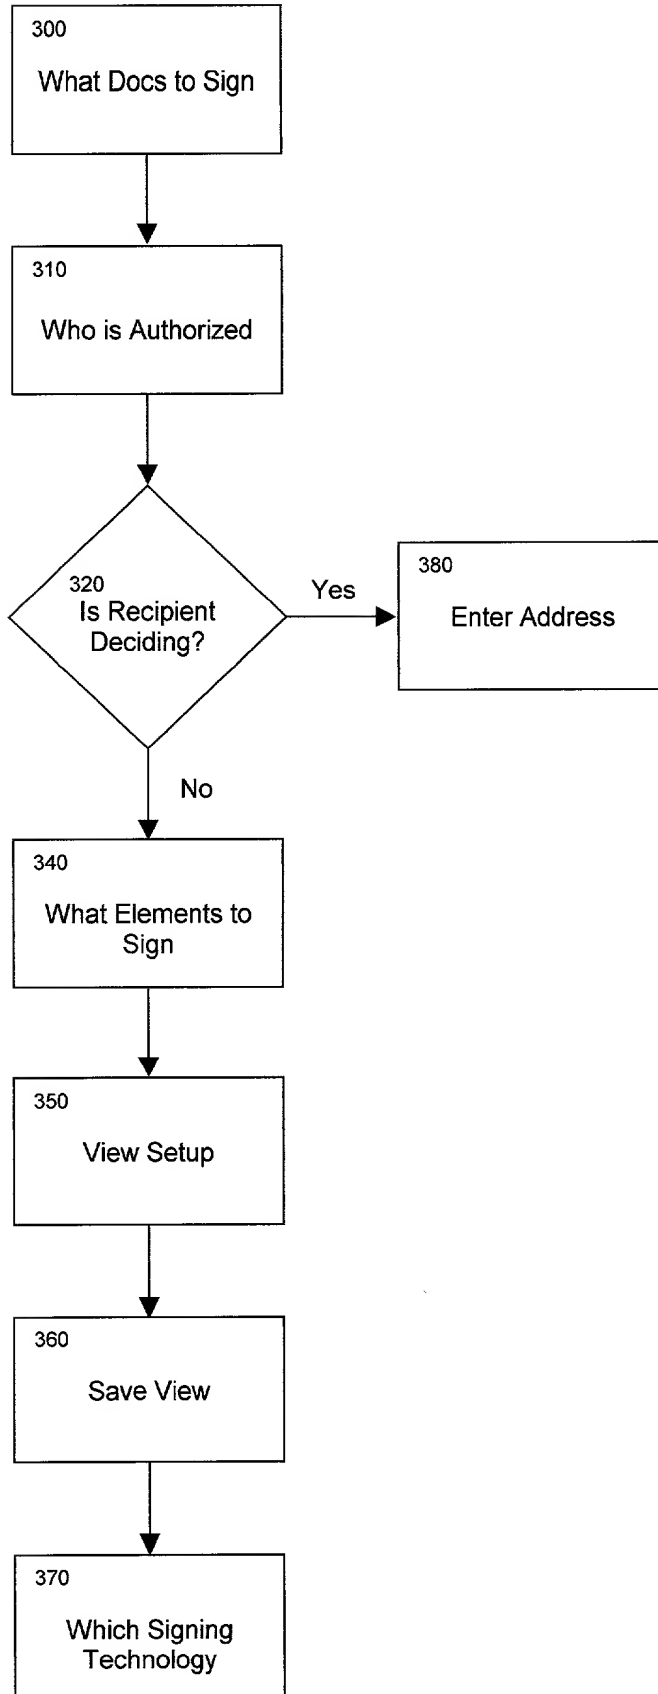 300
What Docs to Sign
310
Who is Authorized
320
Is Recipient
Deciding?
Yes
380
Enter Address
No
340
What Elements to
Sign
350
View Setup
360
Save View
370
Which Signing
Technology